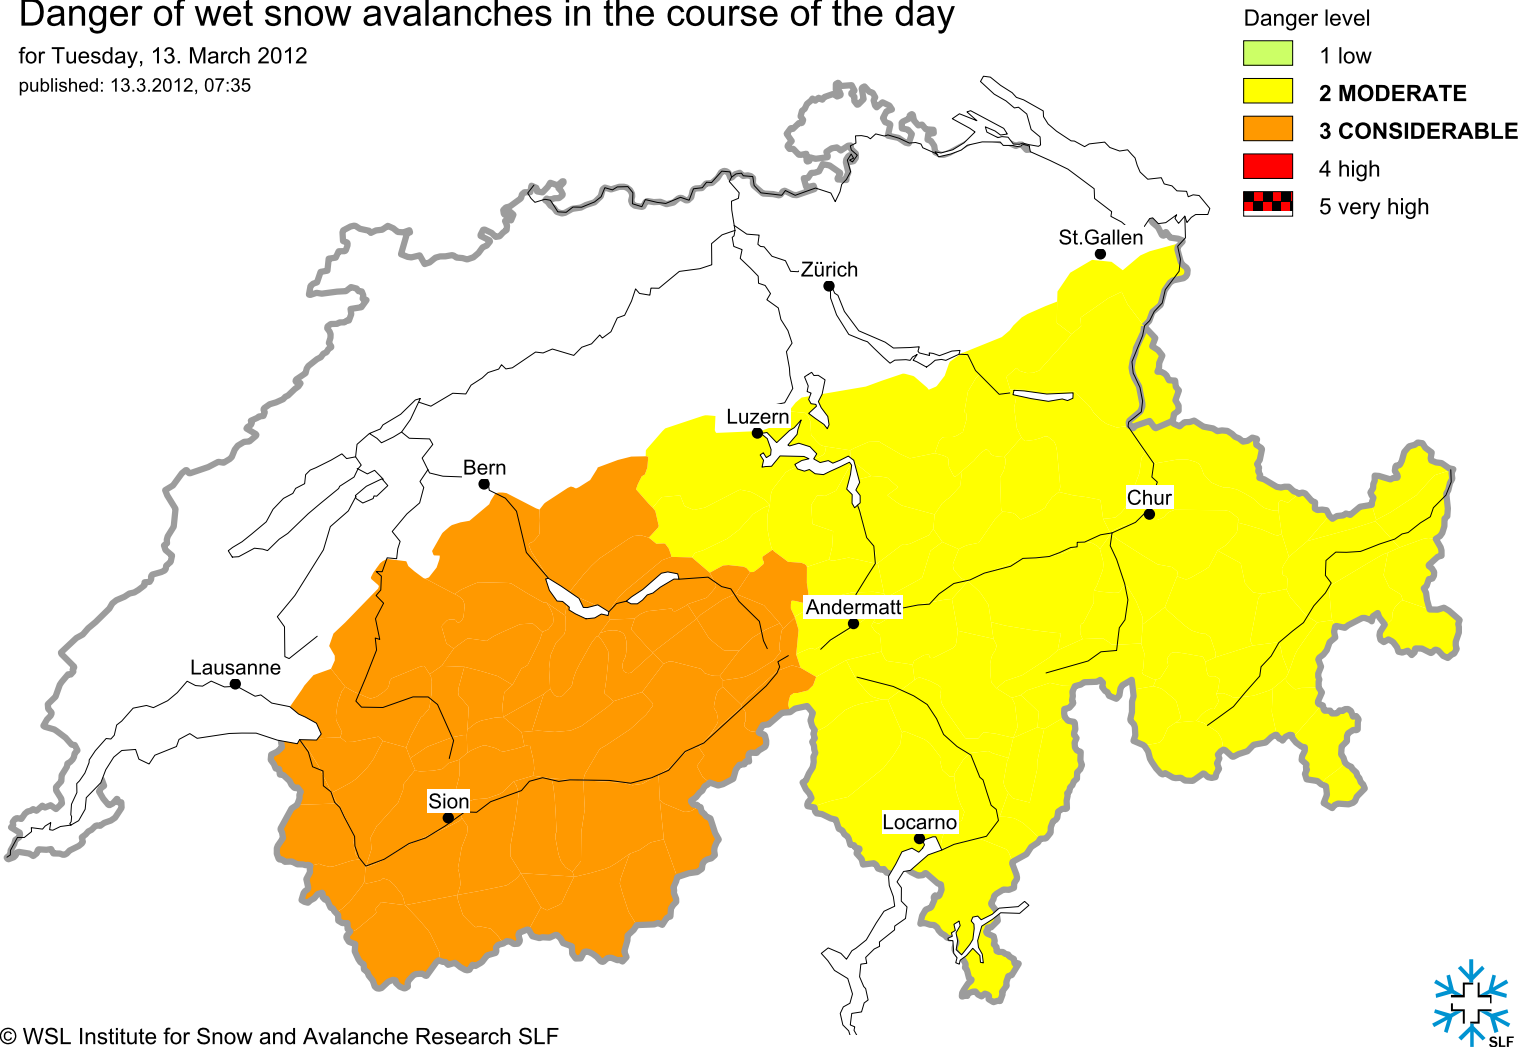 Danger of wet snow avalanches in the course of the day
for Tuesday, 13. March 2012
published: 13.3.2012, 07:35
Danger level
1 low
2 MODERATE
3 CONSIDERABLE
4 high
5 very high
St.Gallen
Zürich
Luzern
Bern
Chur
Andermatt
Lausanne
Sion
Locarno
© WSL Institute for Snow and Avalanche Research SLF
SLF